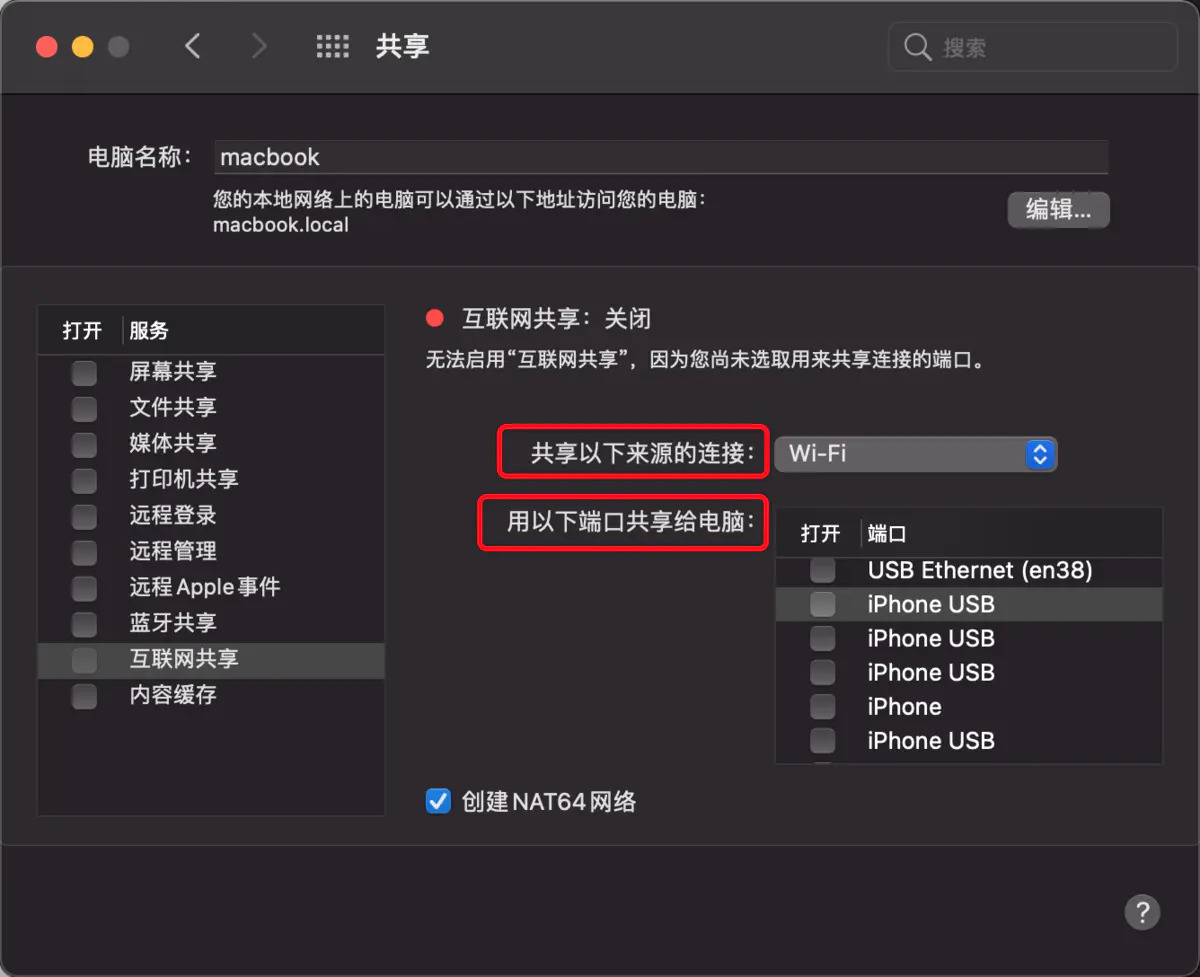 共享
搜索
电脑名称：
macbook
您的本地网络上的电脑可以通过以下地址访问您的电脑：
macbook.local
编辑...
打开 服务
屏幕共享
文件共享
媒体共享
打印机共享
远程登录
远程管理
远程Apple事件
蓝牙共享
互联网共享
内容缓存
互联网共享：关闭
无法启用“互联网共享”，因为您尚未选取用来共享连接的端口。
共享以下来源的连接：
Wi-Fi
用以下端口共享给电脑：
打开 端口
USB Ethernet (en38)
iPhone USB
iPhone USB
iPhone USB
iPhone
iPhone USB
创建NAT64网络
?